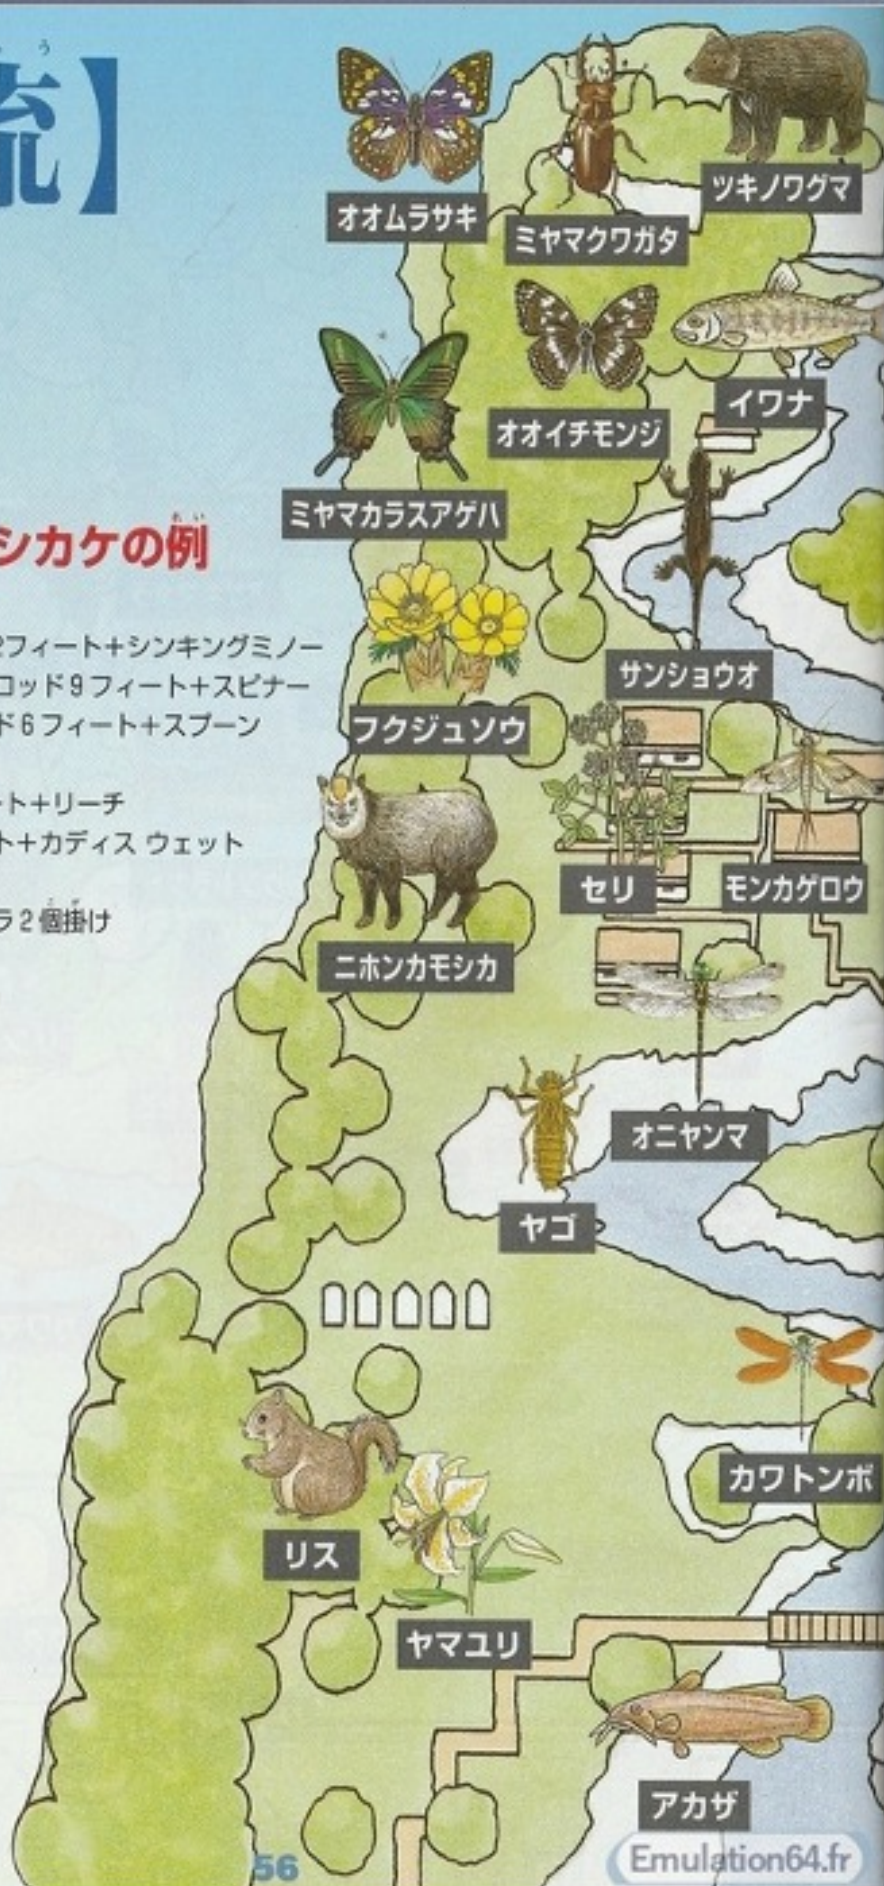 う
流】
オオムラサキ
ミヤマクワガタ
ツキノワグマ
オオイチモンジ
イワナ
ミヤマカラスアゲハ
れい
シカケの例
2フィート+シンキングミノー
ロッド9フィート+スピナー
ド6フィート+スプーン
ート+リーチ
ト+カディス ウェット
こ が
ラ2個掛け
サンショウオ
フクジュソウ
セリ
モンカゲロウ
ニホンカモシカ
オニヤンマ
ヤゴ
カワトンボ
リス
ヤマユリ
アカザ
56
Emulation64.fr